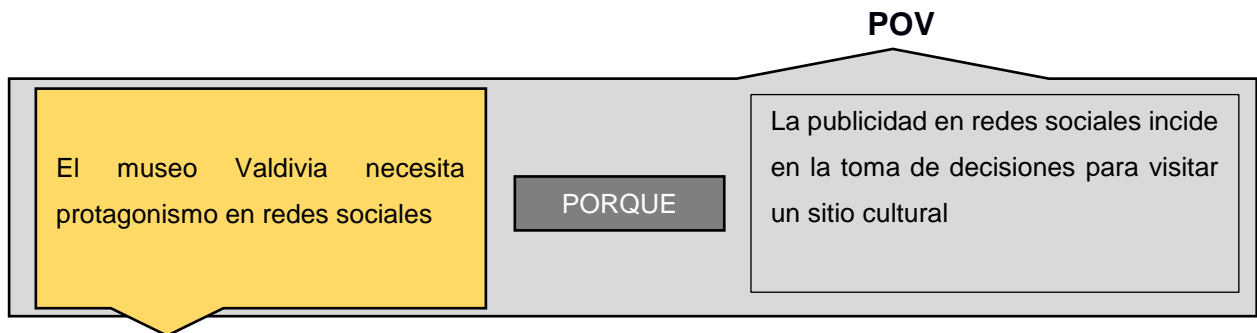 POV
El museo Valdivia necesita
protagonismo en redes sociales
PORQUE
La publicidad en redes sociales incide
en la toma de decisiones para visitar
un sitio cultural